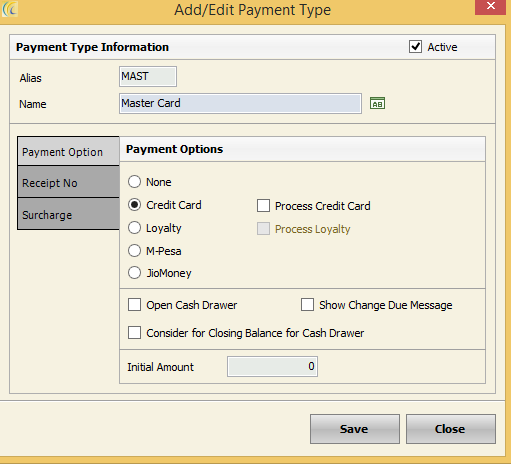 Add/Edit Payment Type
Payment Type Information
Active
Alias
MAST
Name
Master Card
AB
Payment Option
Receipt No
Surcharge
Payment Options
None
Credit Card
Process Credit Card
Loyalty
Process Loyalty
M-Pesa
JioMoney
Open Cash Drawer
Show Change Due Message
Consider for Closing Balance for Cash Drawer
Initial Amount
0
Save
Close